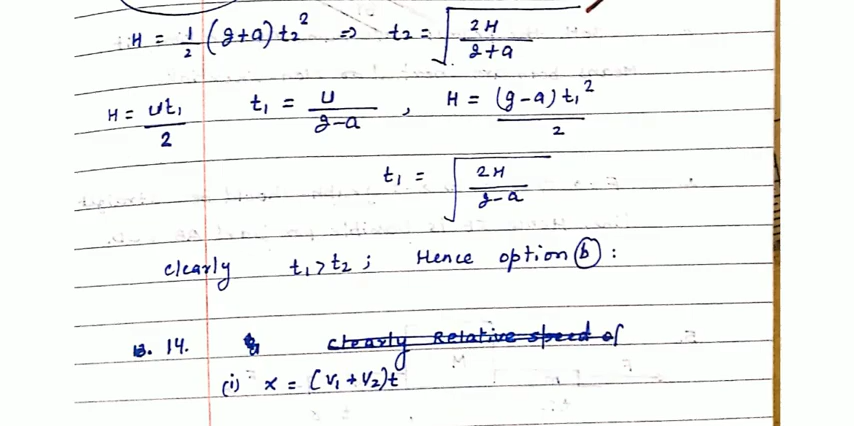 H = 1/2 (g+a) t₂² ⇒ t₂ = √(2H/(g+a))
H = ut₁/2 t₁ = u/(g-a) , H = (g-a)t₁²/2
t₁ = √(2H/(g-a))
clearly t₁ > t₂ ; Hence option (b) :
B. 14. clearly Relative speed of
(i) x = (v₁ + v₂)t